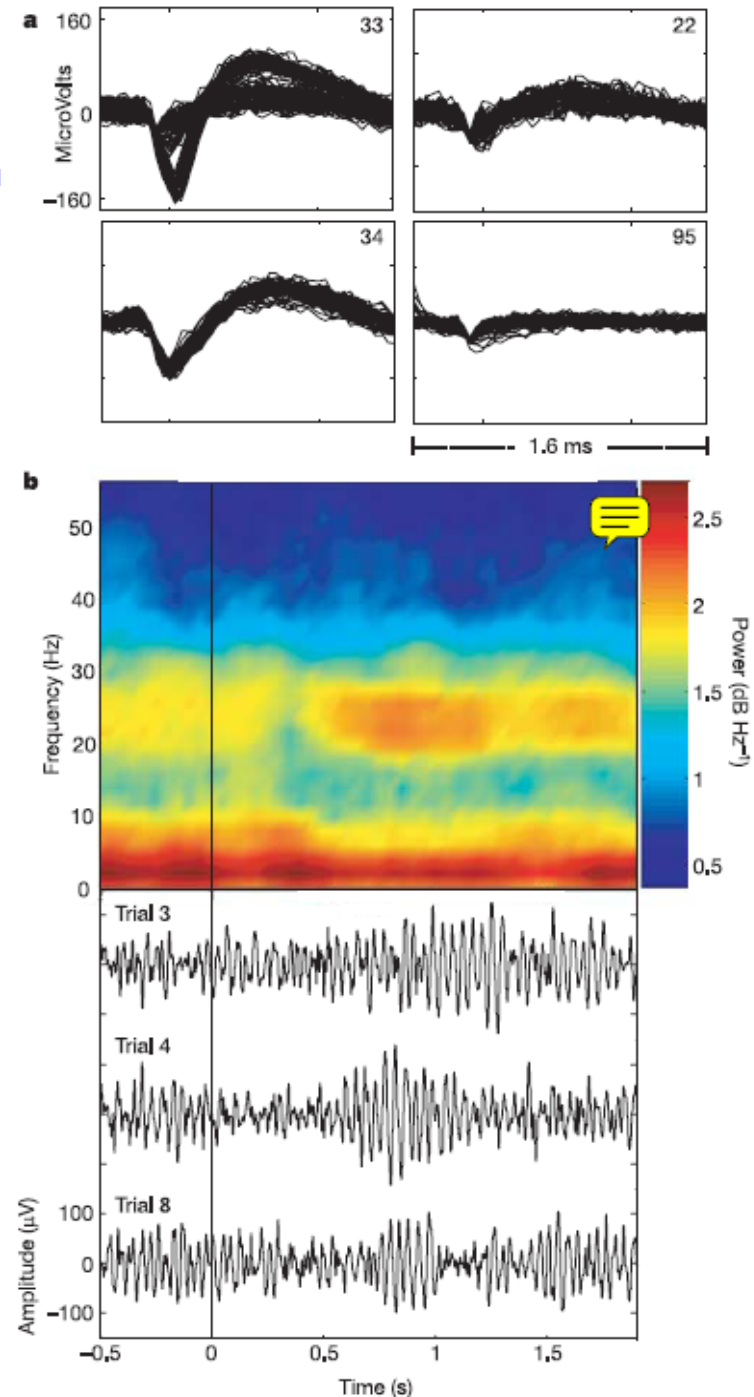 a
160
33
22
MicroVolts
0
−160
34
95
1.6 ms
b
50
40
30
20
10
0
Frequency (Hz)
2.5
2
1.5
1
0.5
Power (dB Hz⁻¹)
Trial 3
Trial 4
Trial 8
100
0
−100
Amplitude (µV)
−0.5 0 0.5 1 1.5
Time (s)